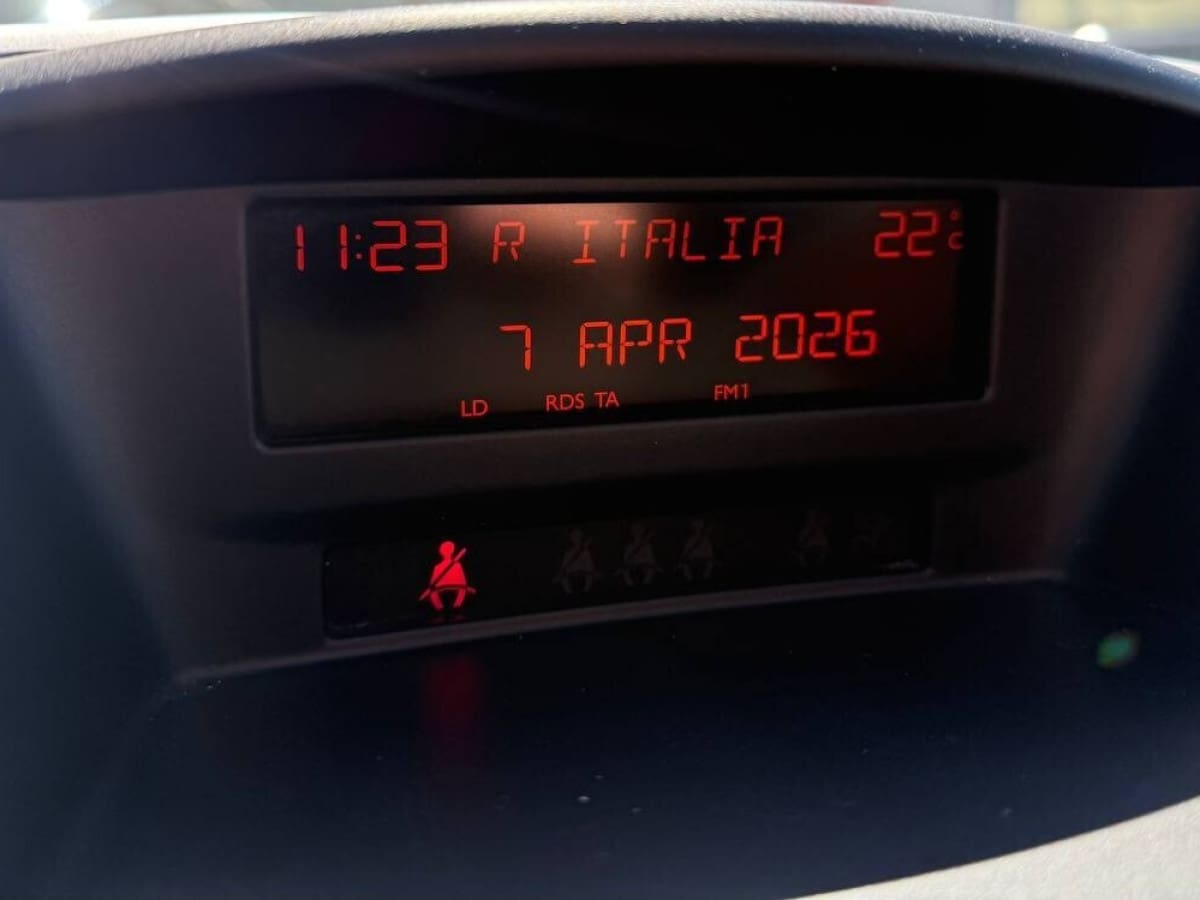 11:23 R ITALIA 22°C
7 APR 2026
LD RDS TA FM1